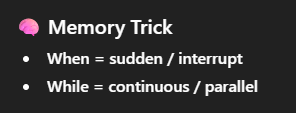 🧠 Memory Trick
• When = sudden / interrupt
• While = continuous / parallel